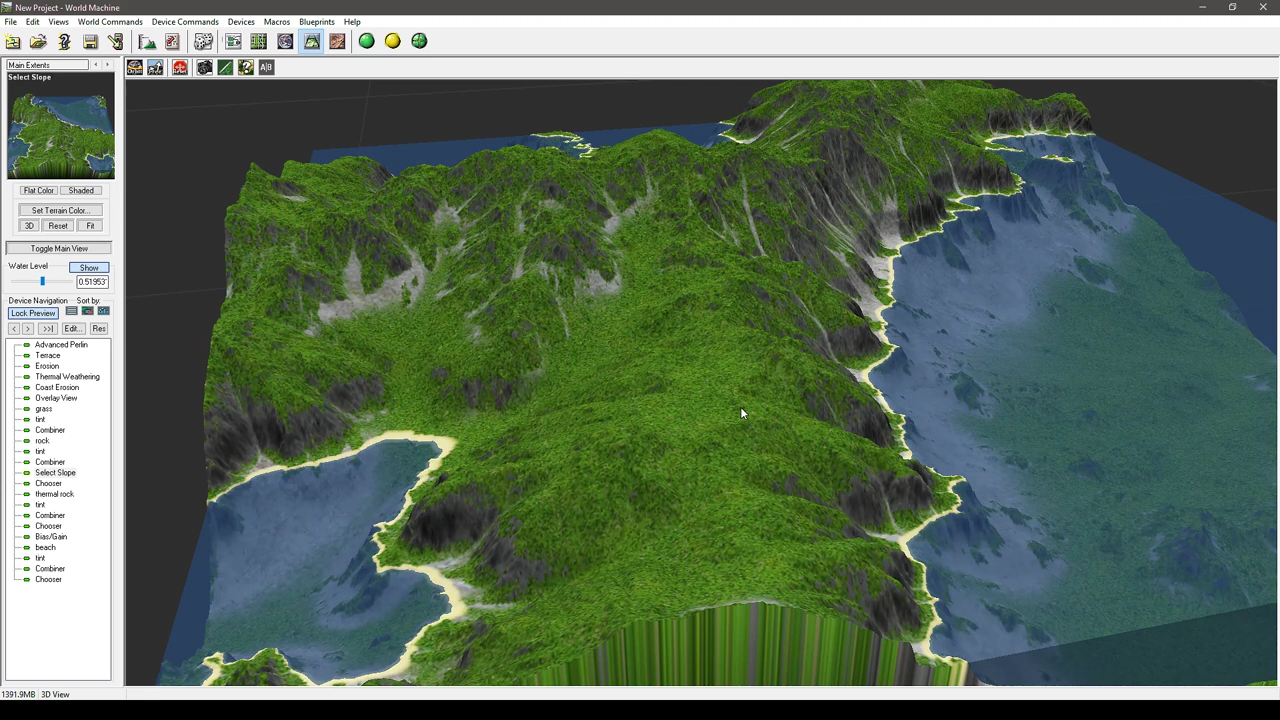 New Project - World Machine
File Edit Views World Commands Device Commands Devices Macros Blueprints Help
Main Extents
Select Slope
A|B
Flat Color Shaded
Set Terrain Color...
3D Reset Fit
Toggle Main View
Water Level Show
0.51953
Device Navigation Sort by:
Lock Preview
< > >>| Edit... Res
Advanced Perlin
Terrace
Erosion
Thermal Weathering
Coast Erosion
Overlay View
grass
tint
Combiner
rock
tint
Combiner
Select Slope
Chooser
thermal rock
tint
Combiner
Chooser
Bias/Gain
beach
tint
Combiner
Chooser
1391.9MB 3D View